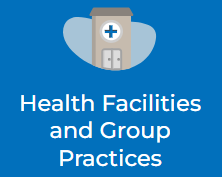 Health Facilities
and Group
Practices